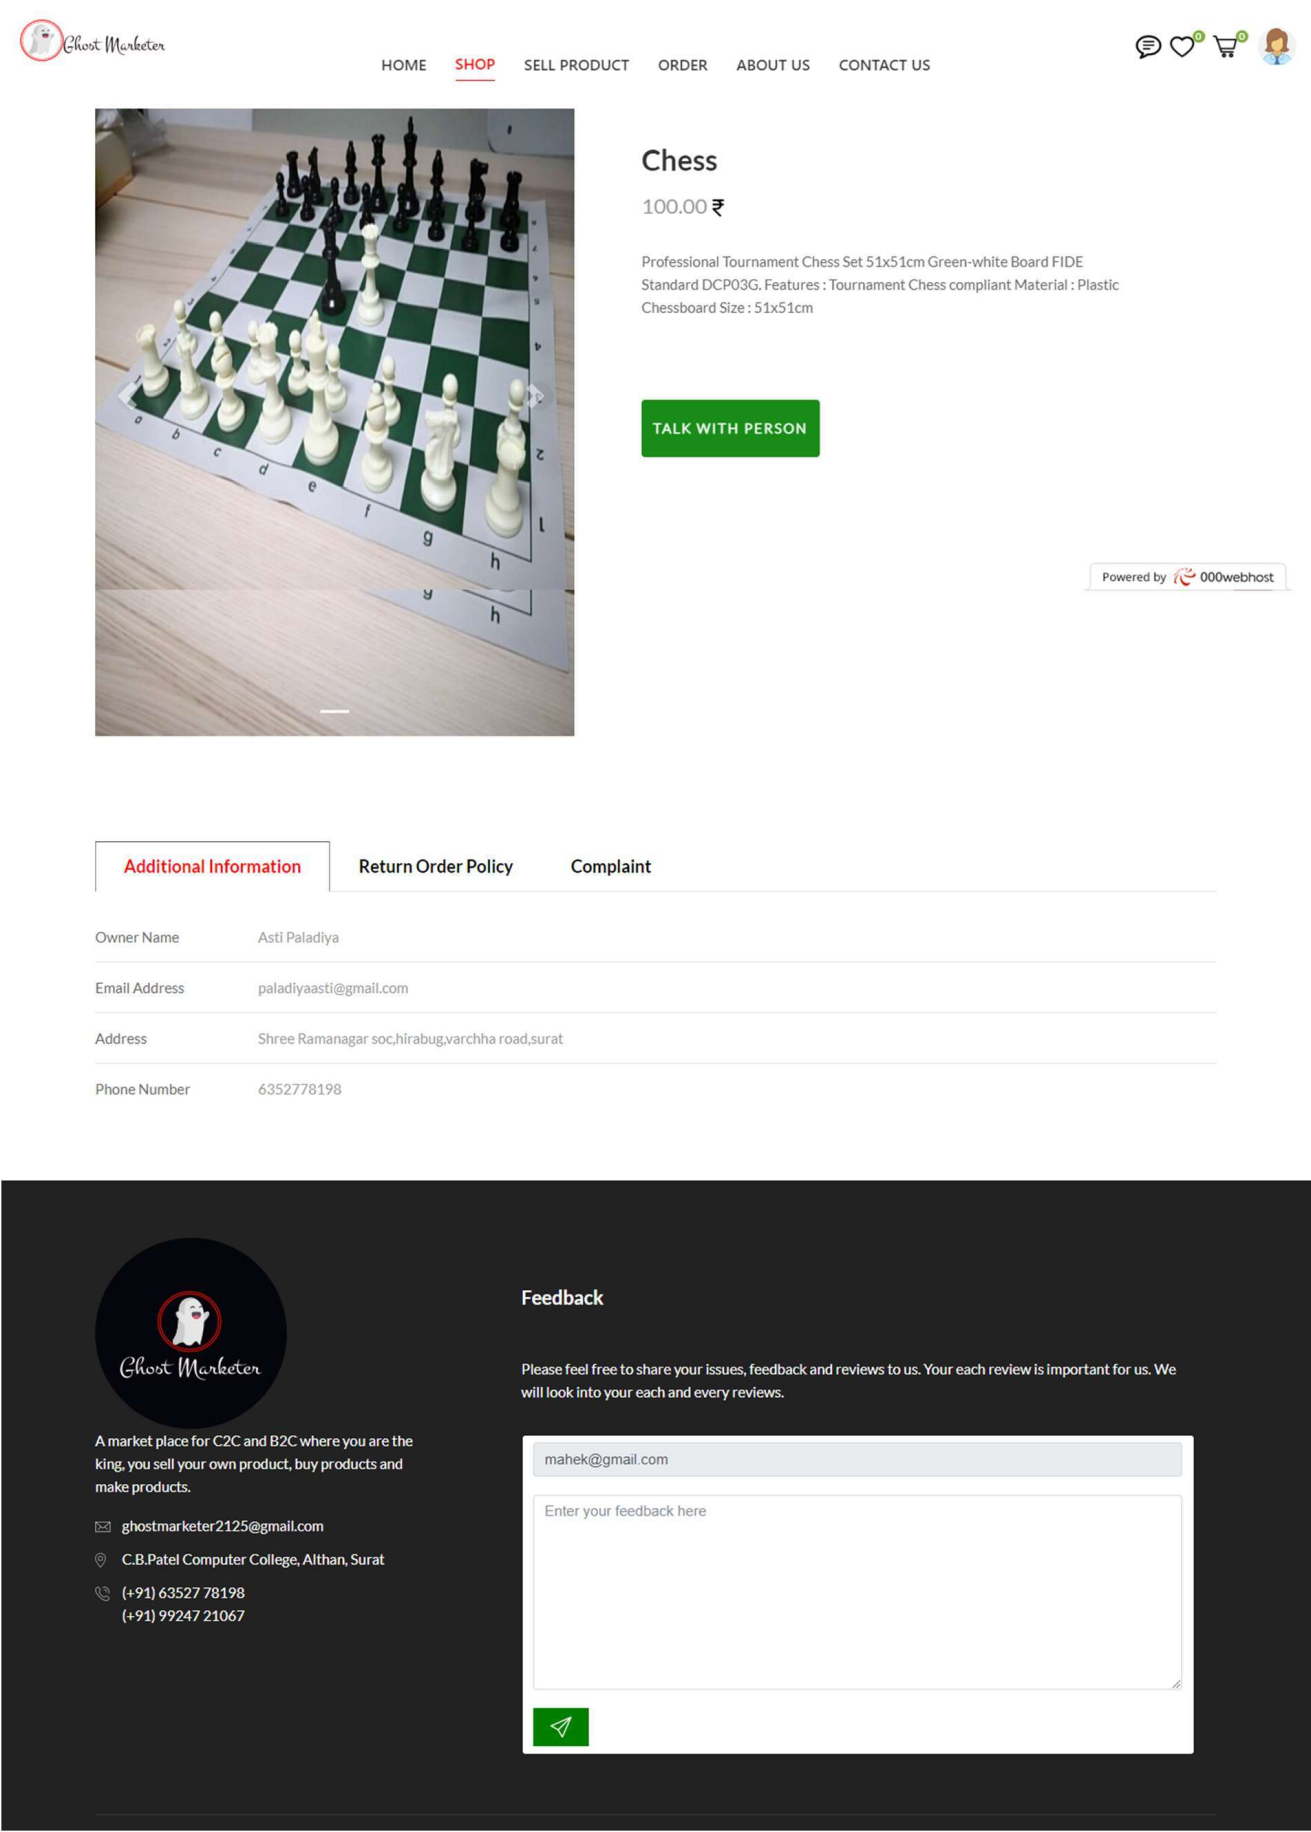 Ghost Marketer
HOME SHOP SELL PRODUCT ORDER ABOUT US CONTACT US
0 0
Chess
100.00 ₹
Professional Tournament Chess Set 51x51cm Green-white Board FIDE
Standard DCP03G. Features : Tournament Chess compliant Material : Plastic
Chessboard Size : 51x51cm
TALK WITH PERSON
a b c d e f g h
1
2
g
h
Powered by 000webhost
Additional Information Return Order Policy Complaint
Owner Name Asti Paladiya
Email Address paladiyaasti@gmail.com
Address Shree Ramanagar soc,hirabug,varchha road,surat
Phone Number 6352778198
Ghost Marketer
A market place for C2C and B2C where you are the
king, you sell your own product, buy products and
make products.
ghostmarketer2125@gmail.com
C.B.Patel Computer College, Althan, Surat
(+91) 63527 78198
(+91) 99247 21067
Feedback
Please feel free to share your issues, feedback and reviews to us. Your each review is important for us. We
will look into your each and every reviews.
mahek@gmail.com
Enter your feedback here